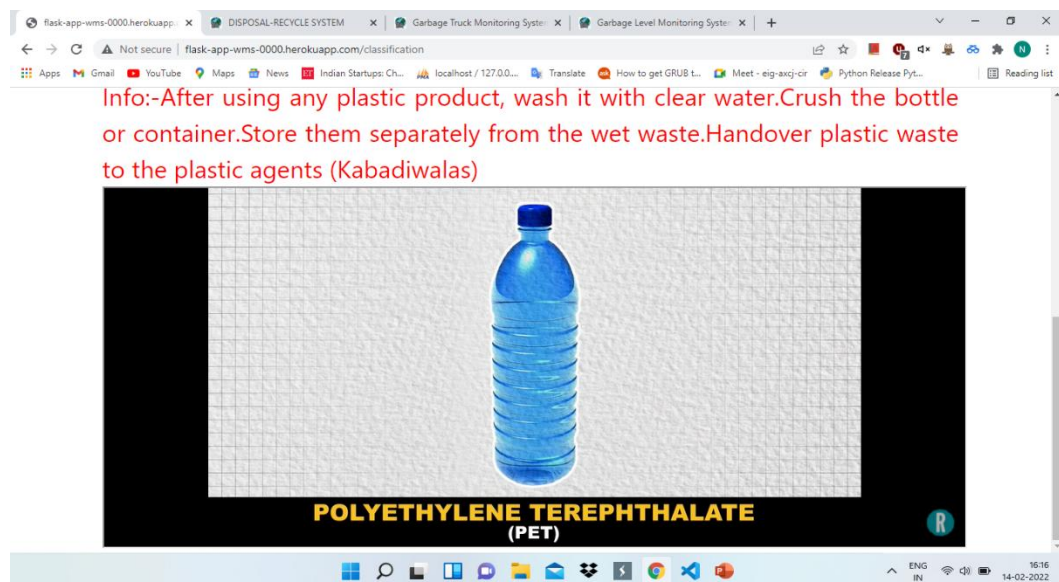 flask-app-wms-0000.herokuapp.
DISPOSAL-RECYCLE SYSTEM
Garbage Truck Monitoring System
Garbage Level Monitoring System
Not secure
flask-app-wms-0000.herokuapp.com/classification
N
Apps
Gmail
YouTube
Maps
News
ET
Indian Startups: Ch...
localhost / 127.0.0....
Translate
How to get GRUB t...
Meet - eig-axcj-cir
Python Release Pyt...
Reading list
Info:-After using any plastic product, wash it with clear water.Crush the bottle
or container.Store them separately from the wet waste.Handover plastic waste
to the plastic agents (Kabadiwalas)
POLYETHYLENE TEREPHTHALATE
(PET)
R
ENG
IN
16:16
14-02-2022